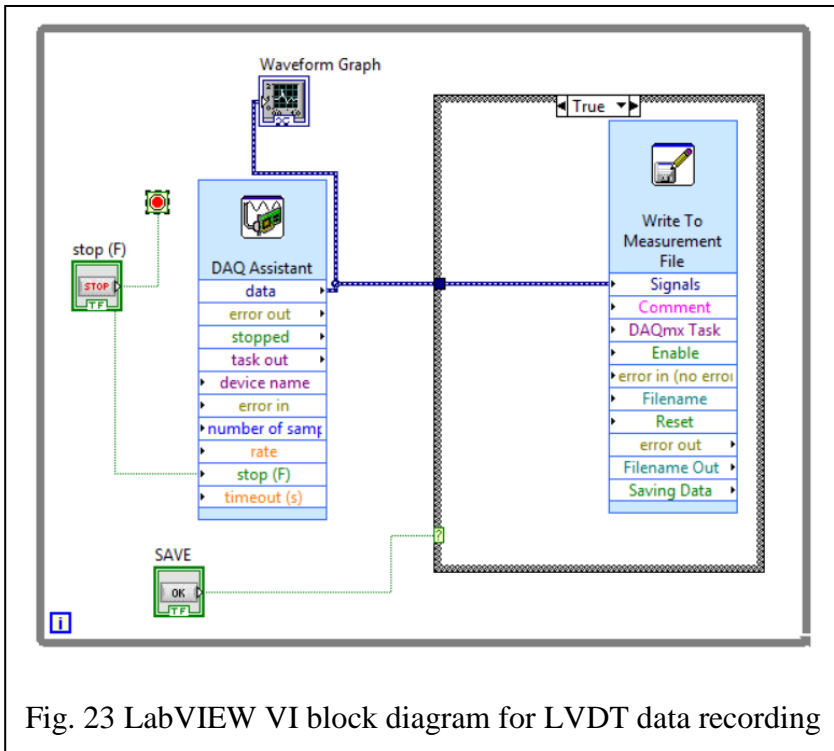 Waveform Graph
True
stop (F)
STOP
TF
DAQ Assistant
data
error out
stopped
task out
device name
error in
number of samp
rate
stop (F)
timeout (s)
Write To
Measurement
File
Signals
Comment
DAQmx Task
Enable
error in (no erroi
Filename
Reset
error out
Filename Out
Saving Data
?
SAVE
OK
TF
i
Fig. 23 LabVIEW VI block diagram for LVDT data recording